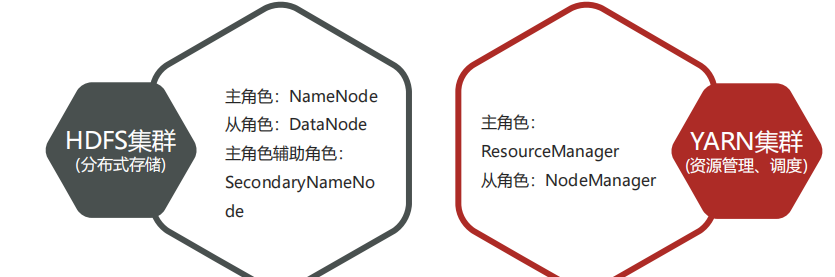 HDFS集群
(分布式存储)
主角色：NameNode
从角色：DataNode
主角色辅助角色：
SecondaryNameNo
de
主角色：
ResourceManager
从角色：NodeManager
YARN集群
(资源管理、调度)